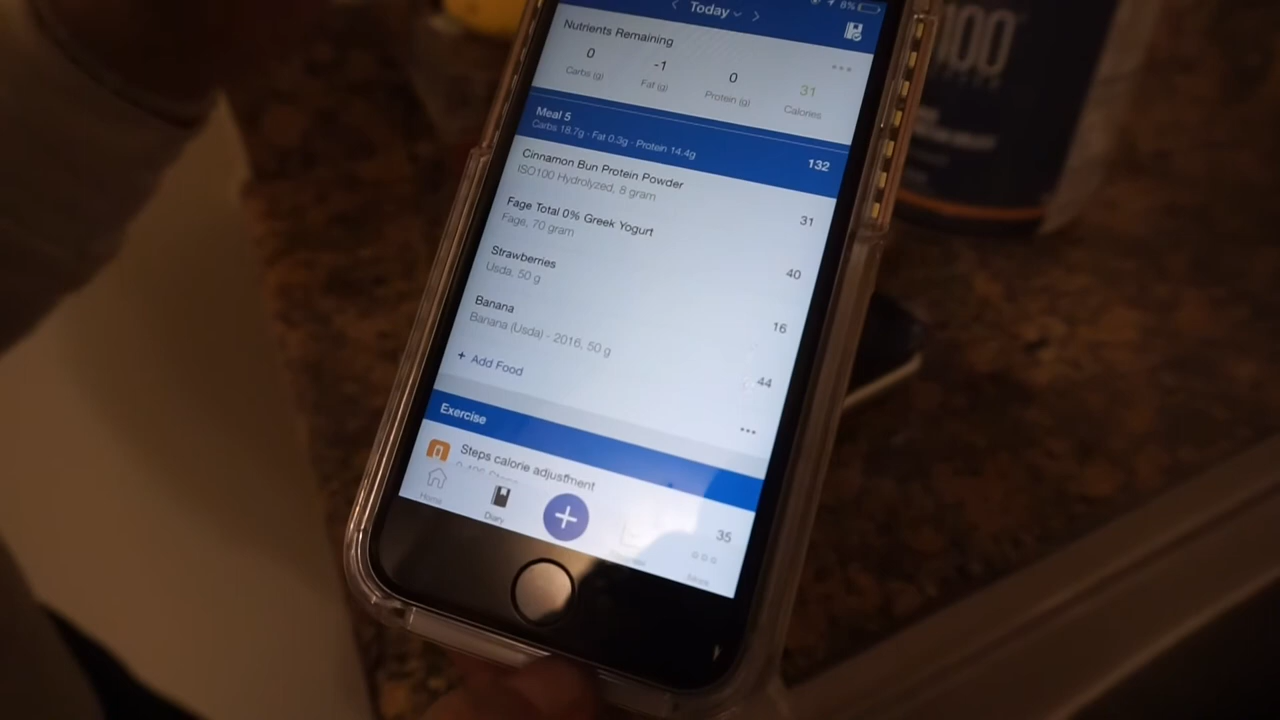 Today
8%
Nutrients Remaining
0 -1 0 31
Carbs (g) Fat (g) Protein (g) Calories
Meal 5
Carbs 18.7g - Fat 0.3g - Protein 14.4g 132
Cinnamon Bun Protein Powder
ISO100 Hydrolyzed, 8 gram 31
Fage Total 0% Greek Yogurt
Fage, 70 gram 40
Strawberries
Usda, 50 g 16
Banana
Banana (Usda) - 2016, 50 g 44
+ Add Food
Exercise
Steps calorie adjustment
35
Home Diary More
100